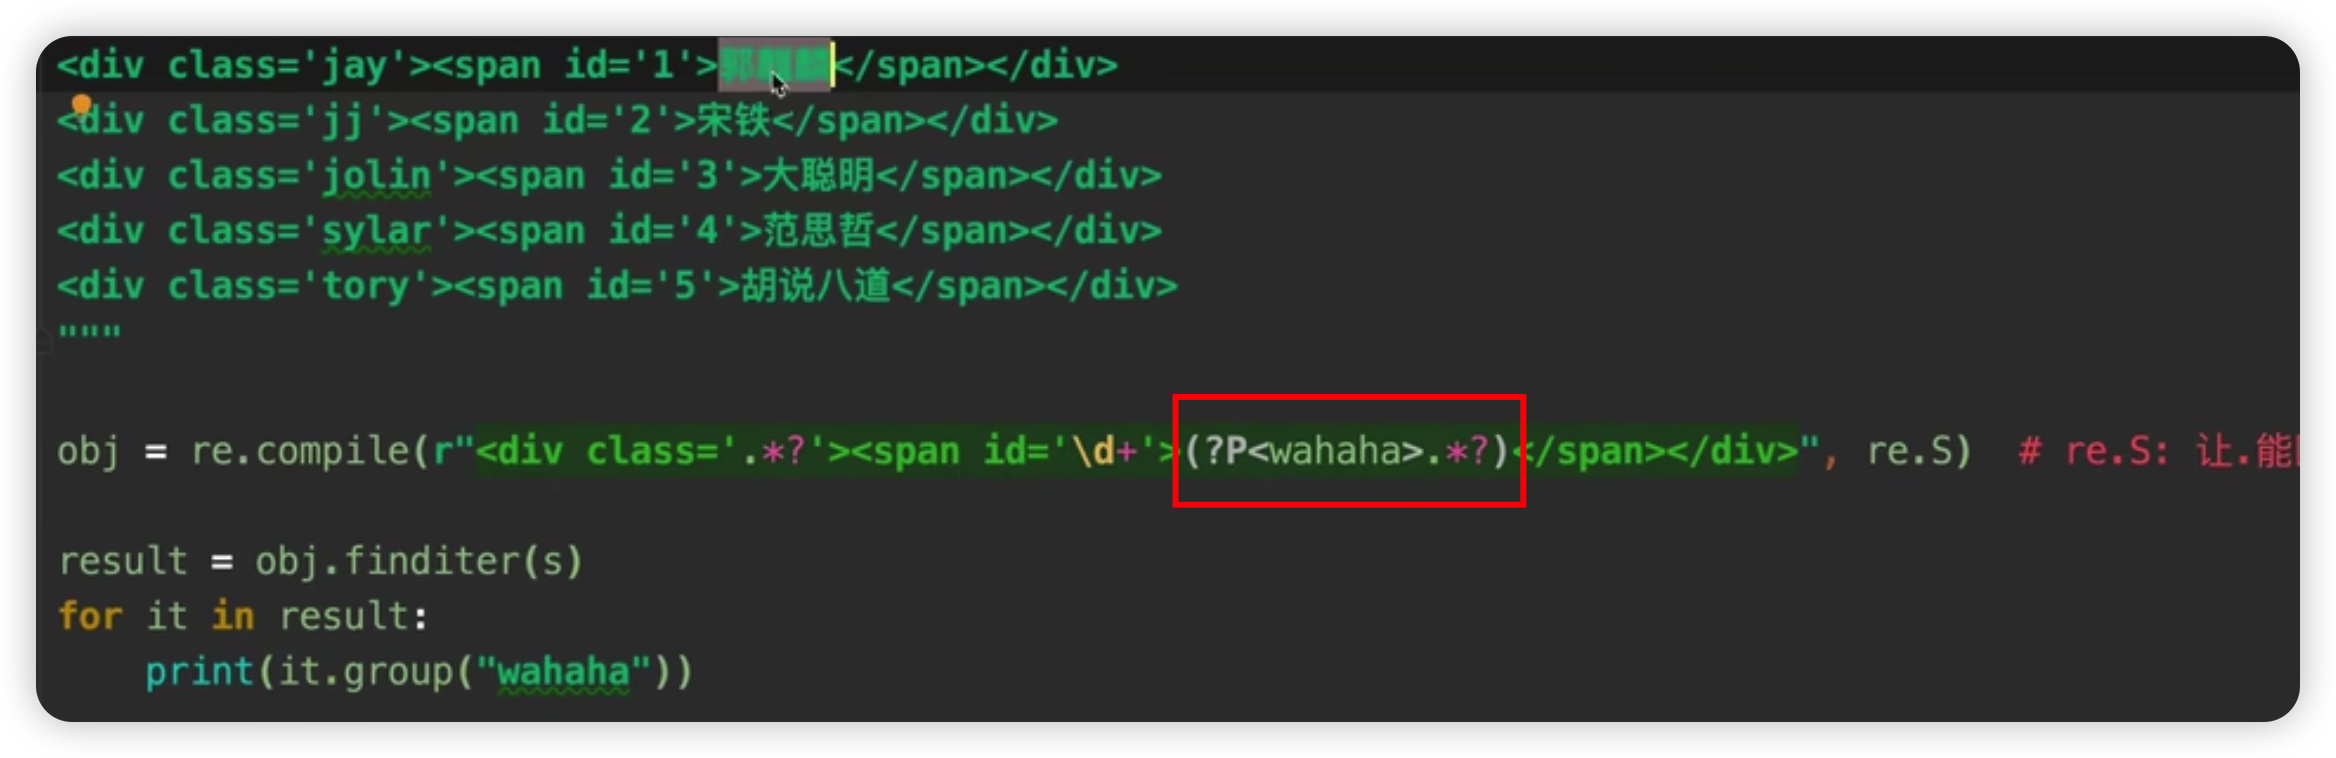 <div class='jay'><span id='1'>郭</span></div>
<div class='jj'><span id='2'>宋铁</span></div>
<div class='jolin'><span id='3'>大聪明</span></div>
<div class='sylar'><span id='4'>范思哲</span></div>
<div class='tory'><span id='5'>胡说八道</span></div>
"""
obj = re.compile(r"<div class='.*?'><span id='\d+'>(?P<wahaha>.*?)</span></div>", re.S)  # re.S: 让.能
result = obj.finditer(s)
for it in result:
    print(it.group("wahaha"))